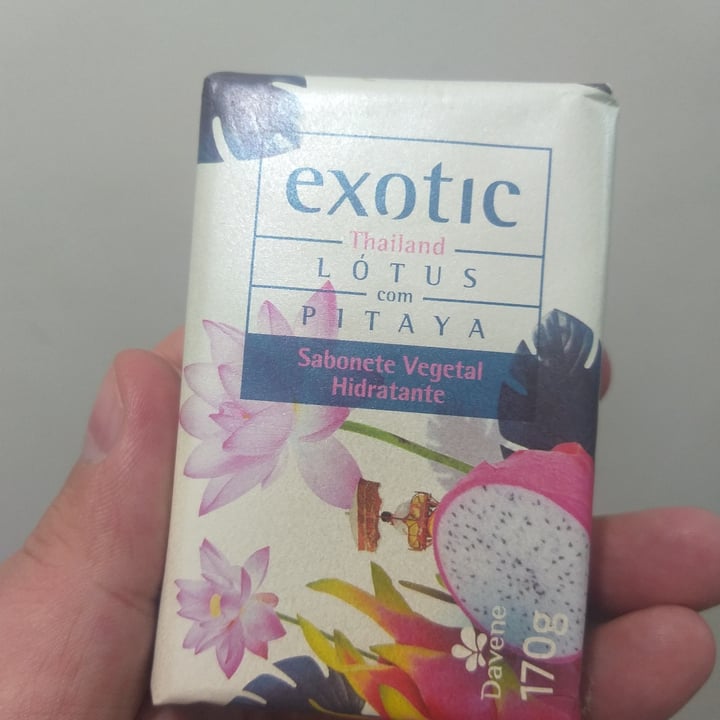 exotic
Thailand
LÓTUS
com
PITAYA
Sabonete Vegetal
Hidratante
Davene
170g